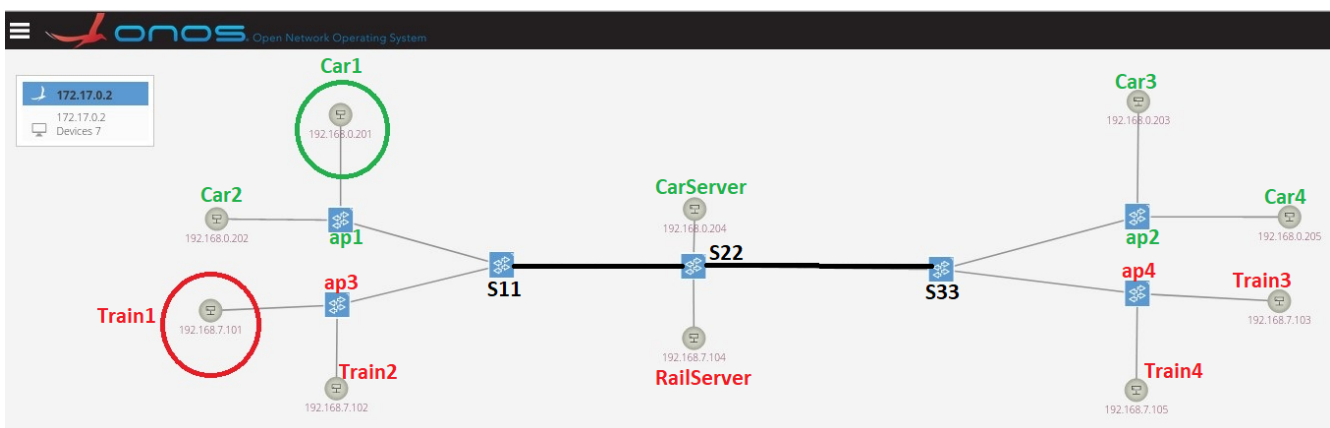 onos. Open Network Operating System
Car1
172.17.0.2
172.17.0.2
Devices 7
192.168.0.201
Car3
192.168.0.203
Car2
192.168.0.202
ap1
CarServer
192.168.0.204
Car4
192.168.0.205
ap2
S22
S11
S33
ap3
Train1
192.168.7.101
ap4
Train3
192.168.7.103
Train2
192.168.7.102
192.168.7.104
RailServer
Train4
192.168.7.105